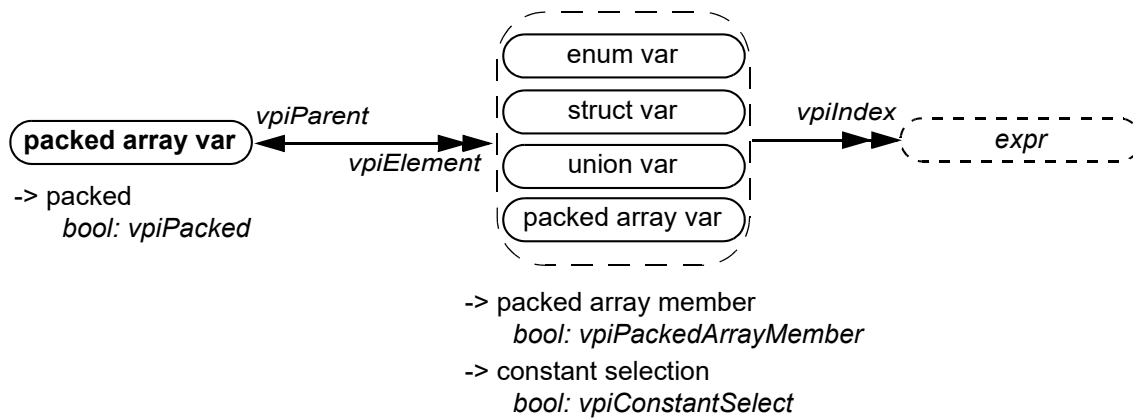 enum var
struct var
union var
packed array var
packed array var
vpiParent
vpiElement
vpiIndex
expr
-> packed
bool: vpiPacked
-> packed array member
bool: vpiPackedArrayMember
-> constant selection
bool: vpiConstantSelect